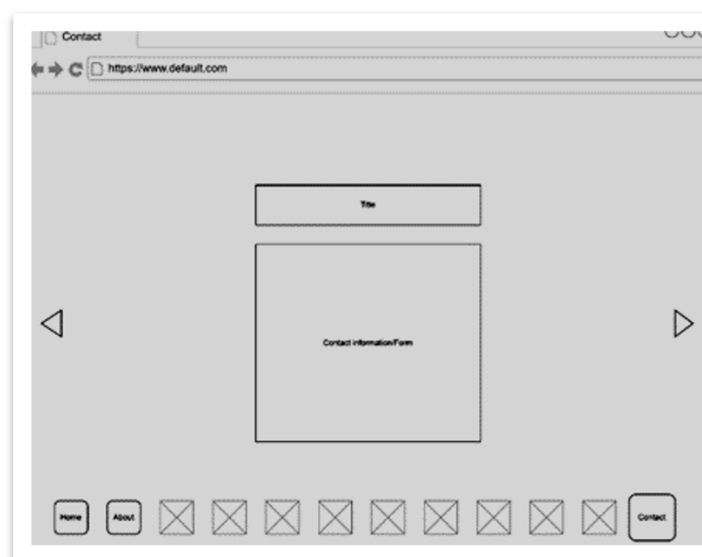 Contact
https://www.default.com
Title
Contact information/Form
Home
About
Contact